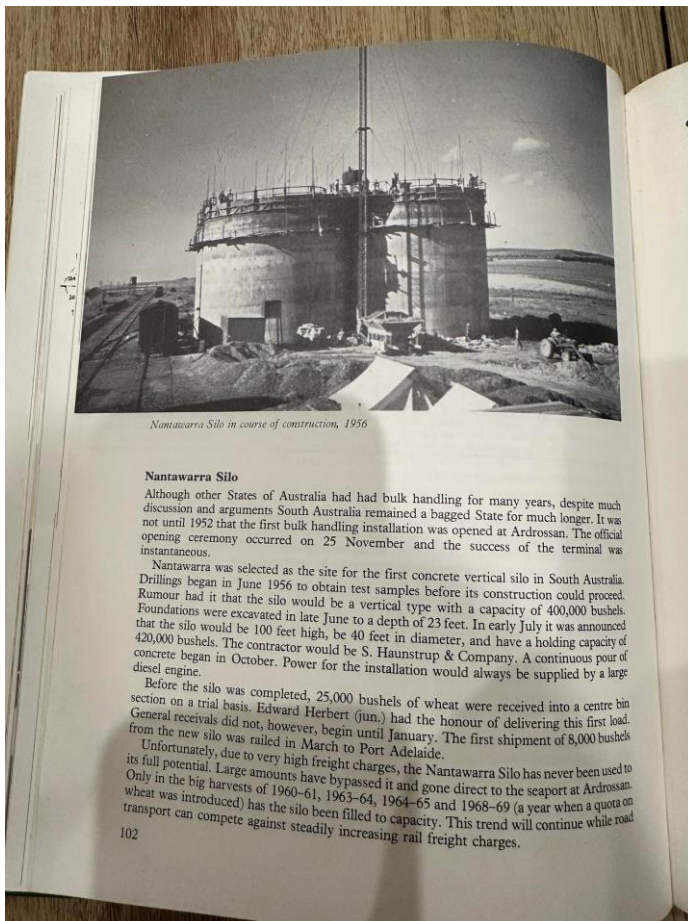 Nantawarra Silo in course of construction, 1956
Nantawarra Silo
Although other States of Australia had had bulk handling for many years, despite much
discussion and arguments South Australia remained a bagged State for much longer. It was
not until 1952 that the first bulk handling installation was opened at Ardrossan. The official
opening ceremony occurred on 25 November and the success of the terminal was
instantaneous.
Nantawarra was selected as the site for the first concrete vertical silo in South Australia.
Drillings began in June 1956 to obtain test samples before its construction could proceed.
Rumour had it that the silo would be a vertical type with a capacity of 400,000 bushels.
Foundations were excavated in late June to a depth of 23 feet. In early July it was announced
that the silo would be 100 feet high, be 40 feet in diameter, and have a holding capacity of
420,000 bushels. The contractor would be S. Haunstrup & Company. A continuous pour of
concrete began in October. Power for the installation would always be supplied by a large
diesel engine.
Before the silo was completed, 25,000 bushels of wheat were received into a centre bin
section on a trial basis. Edward Herbert (jun.) had the honour of delivering this first load.
General receivals did not, however, begin until January. The first shipment of 8,000 bushels
from the new silo was railed in March to Port Adelaide.
Unfortunately, due to very high freight charges, the Nantawarra Silo has never been used to
its full potential. Large amounts have bypassed it and gone direct to the seaport at Ardrossan.
Only in the big harvests of 1960–61, 1963–64, 1964–65 and 1968–69 (a year when a quota on
wheat was introduced) has the silo been filled to capacity. This trend will continue while road
transport can compete against steadily increasing rail freight charges.
102